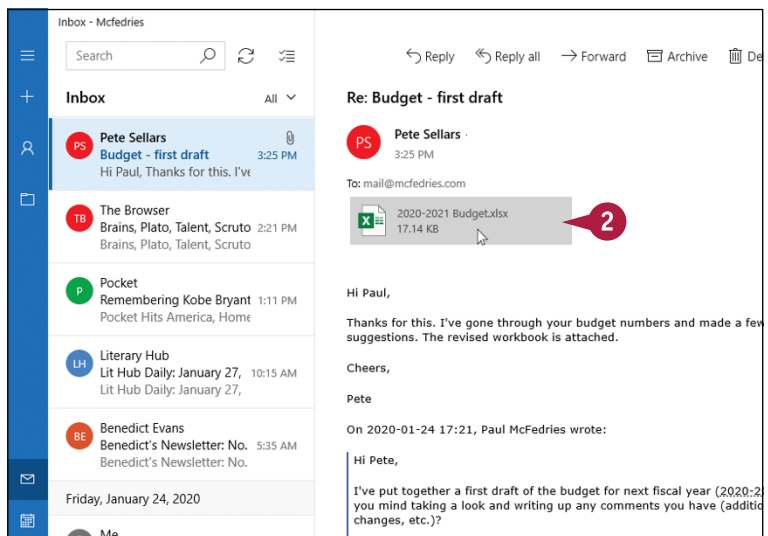 Inbox - Mcfedries
Search
Reply Reply all Forward Archive De
Inbox All
Re: Budget - first draft
PS Pete Sellars
Budget - first draft 3:25 PM
Hi Paul, Thanks for this. I've
TB The Browser
Brains, Plato, Talent, Scruto 2:21 PM
Brains, Plato, Talent, Scruto
P Pocket
Remembering Kobe Bryant 1:11 PM
Pocket Hits America, Home
LH Literary Hub
Lit Hub Daily: January 27, 10:15 AM
Lit Hub Daily: January 27,
BE Benedict Evans
Benedict's Newsletter: No. 5:35 AM
Benedict's Newsletter: No.
Friday, January 24, 2020
Me
PS Pete Sellars
3:25 PM
To: mail@mcfedries.com
2020-2021 Budget.xlsx
17.14 KB
2
Hi Paul,
Thanks for this. I've gone through your budget numbers and made a few
suggestions. The revised workbook is attached.
Cheers,
Pete
On 2020-01-24 17:21, Paul McFedries wrote:
Hi Pete,
I've put together a first draft of the budget for next fiscal year (2020-2
you mind taking a look and writing up any comments you have (additio
changes, etc.)?